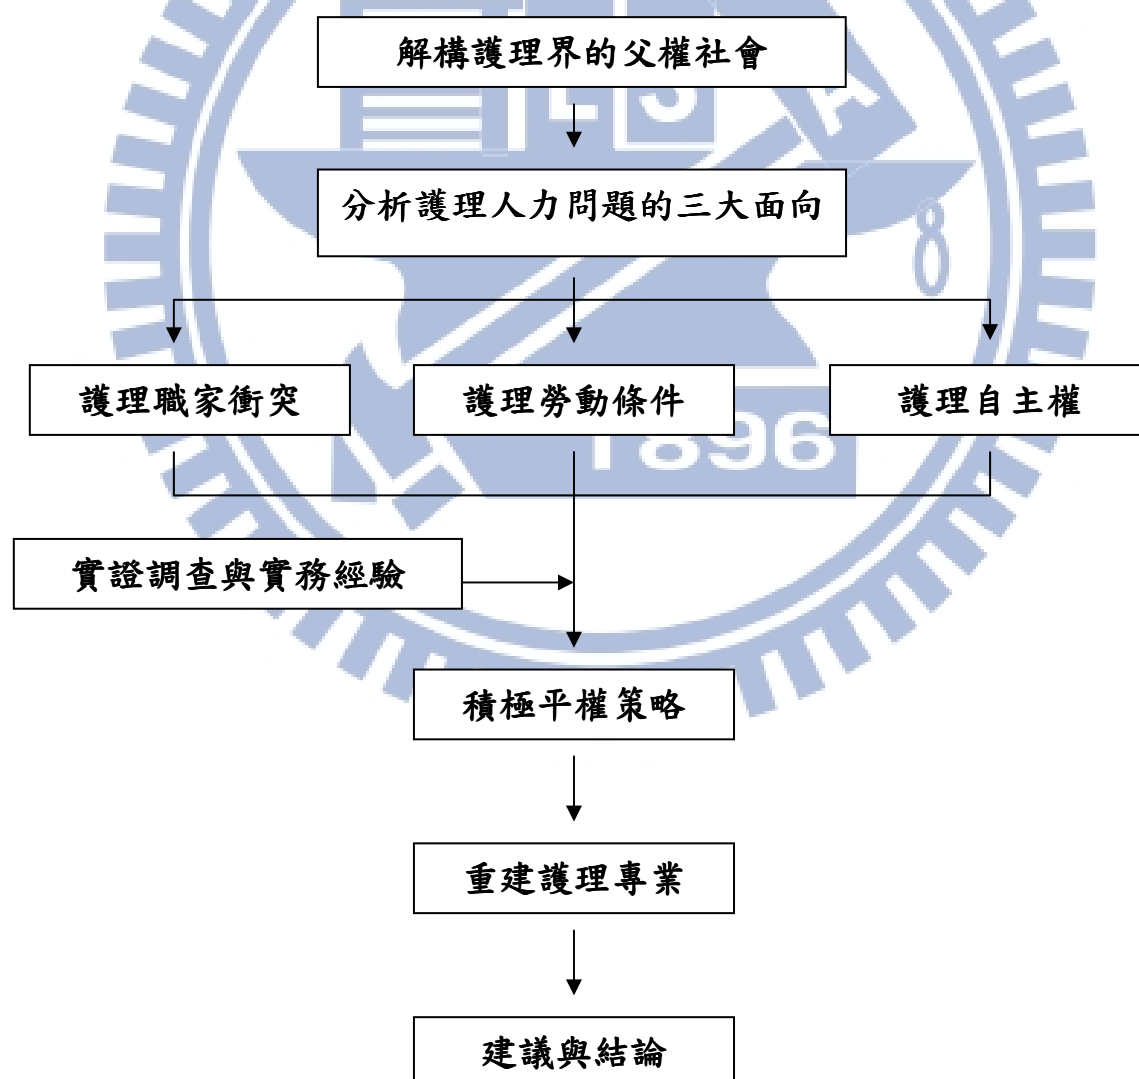 解構護理界的父權社會
分析護理人力問題的三大面向
護理職家衝突
護理勞動條件
護理自主權
1896
實證調查與實務經驗
積極平權策略
重建護理專業
建議與結論